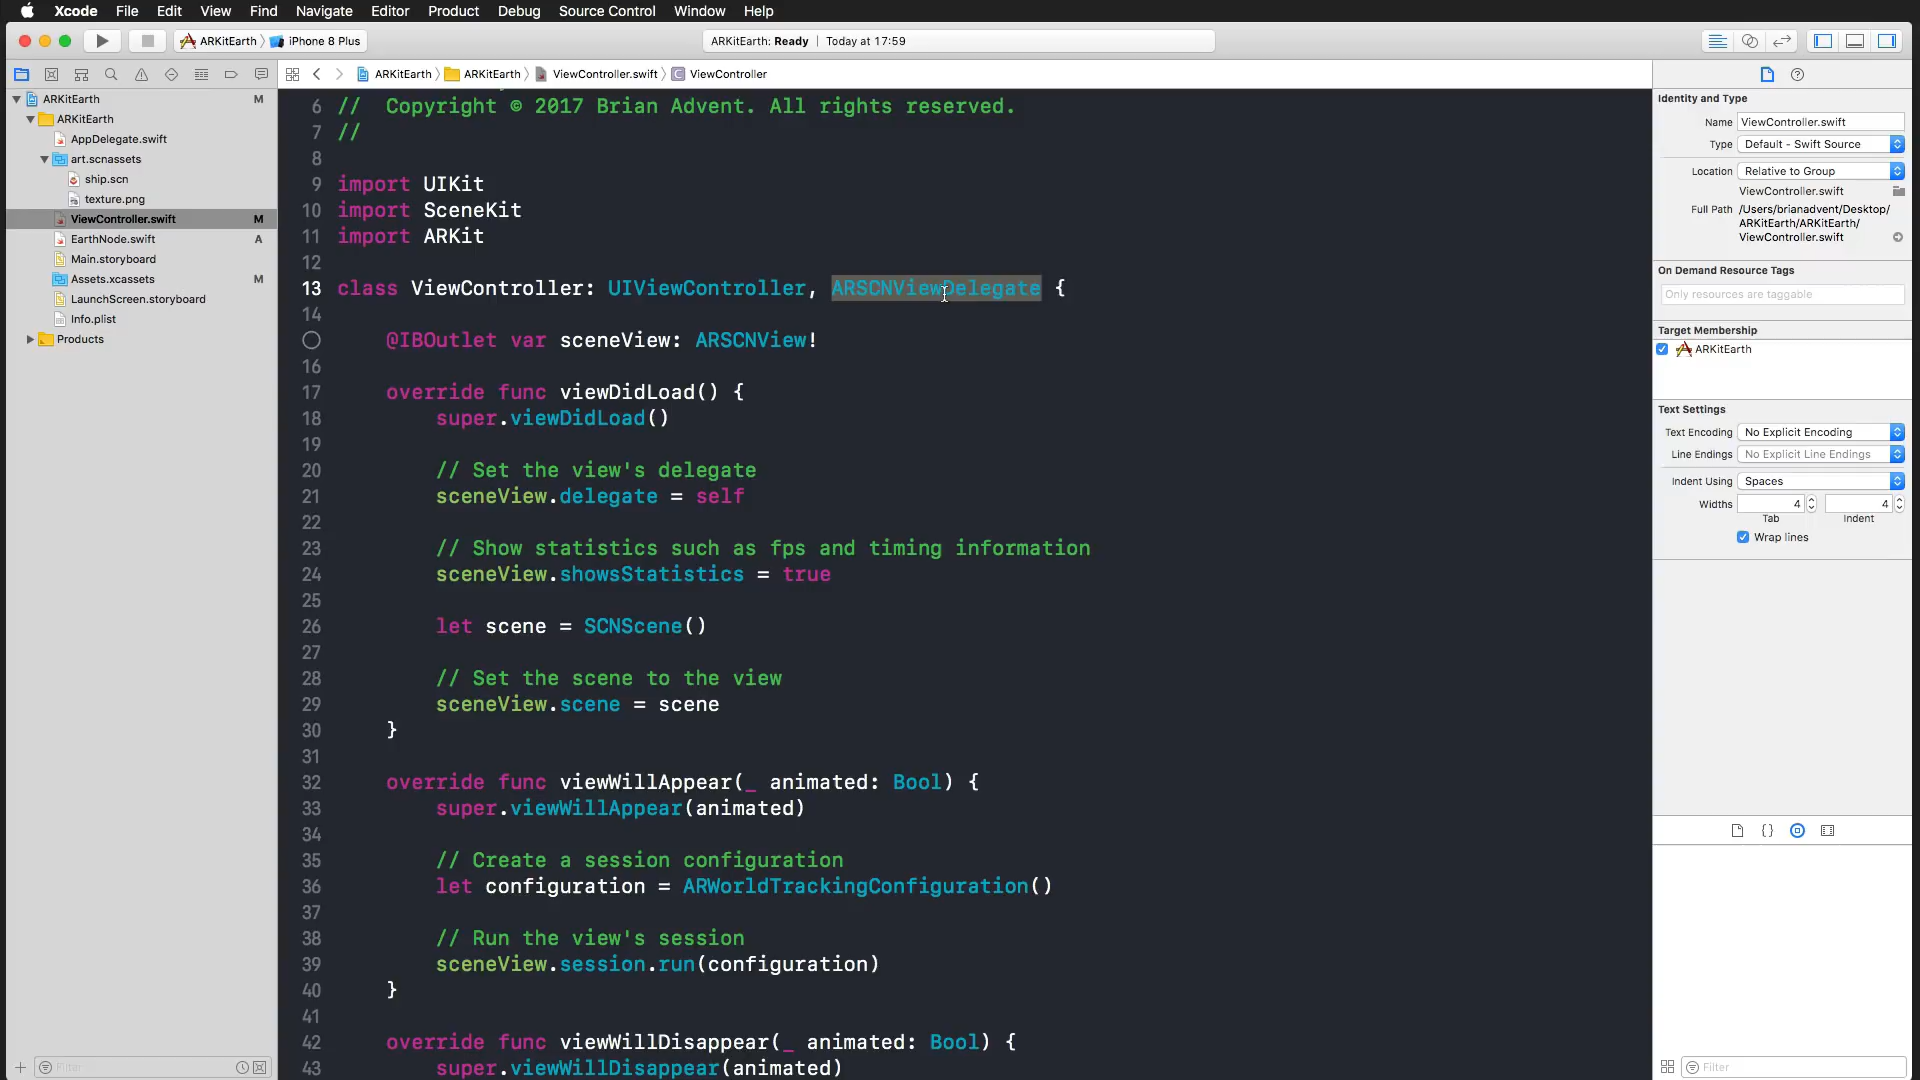 Xcode File Edit View Find Navigate Editor Product Debug Source Control Window Help
ARKitEarth iPhone 8 Plus
ARKitEarth: Ready | Today at 17:59
ARKitEarth ARKitEarth ViewController.swift C ViewController
ARKitEarth M
ARKitEarth
AppDelegate.swift
art.scnassets
ship.scn
texture.png
ViewController.swift M
EarthNode.swift A
Main.storyboard
Assets.xcassets M
LaunchScreen.storyboard
Info.plist
Products
Filter
6 // Copyright © 2017 Brian Advent. All rights reserved.
7 //
8
9 import UIKit
10 import SceneKit
11 import ARKit
12
13 class ViewController: UIViewController, ARSCNViewDelegate {
14
@IBOutlet var sceneView: ARSCNView!
16
17 override func viewDidLoad() {
18 super.viewDidLoad()
19
20 // Set the view's delegate
21 sceneView.delegate = self
22
23 // Show statistics such as fps and timing information
24 sceneView.showsStatistics = true
25
26 let scene = SCNScene()
27
28 // Set the scene to the view
29 sceneView.scene = scene
30 }
31
32 override func viewWillAppear(_ animated: Bool) {
33 super.viewWillAppear(animated)
34
35 // Create a session configuration
36 let configuration = ARWorldTrackingConfiguration()
37
38 // Run the view's session
39 sceneView.session.run(configuration)
40 }
41
42 override func viewWillDisappear(_ animated: Bool) {
43 super.viewWillDisappear(animated)
Identity and Type
Name ViewController.swift
Type Default - Swift Source
Location Relative to Group
ViewController.swift
Full Path /Users/brianadvent/Desktop/
ARKitEarth/ARKitEarth/
ViewController.swift
On Demand Resource Tags
Only resources are taggable
Target Membership
ARKitEarth
Text Settings
Text Encoding No Explicit Encoding
Line Endings No Explicit Line Endings
Indent Using Spaces
Widths 4 4
Tab Indent
Wrap lines
Filter